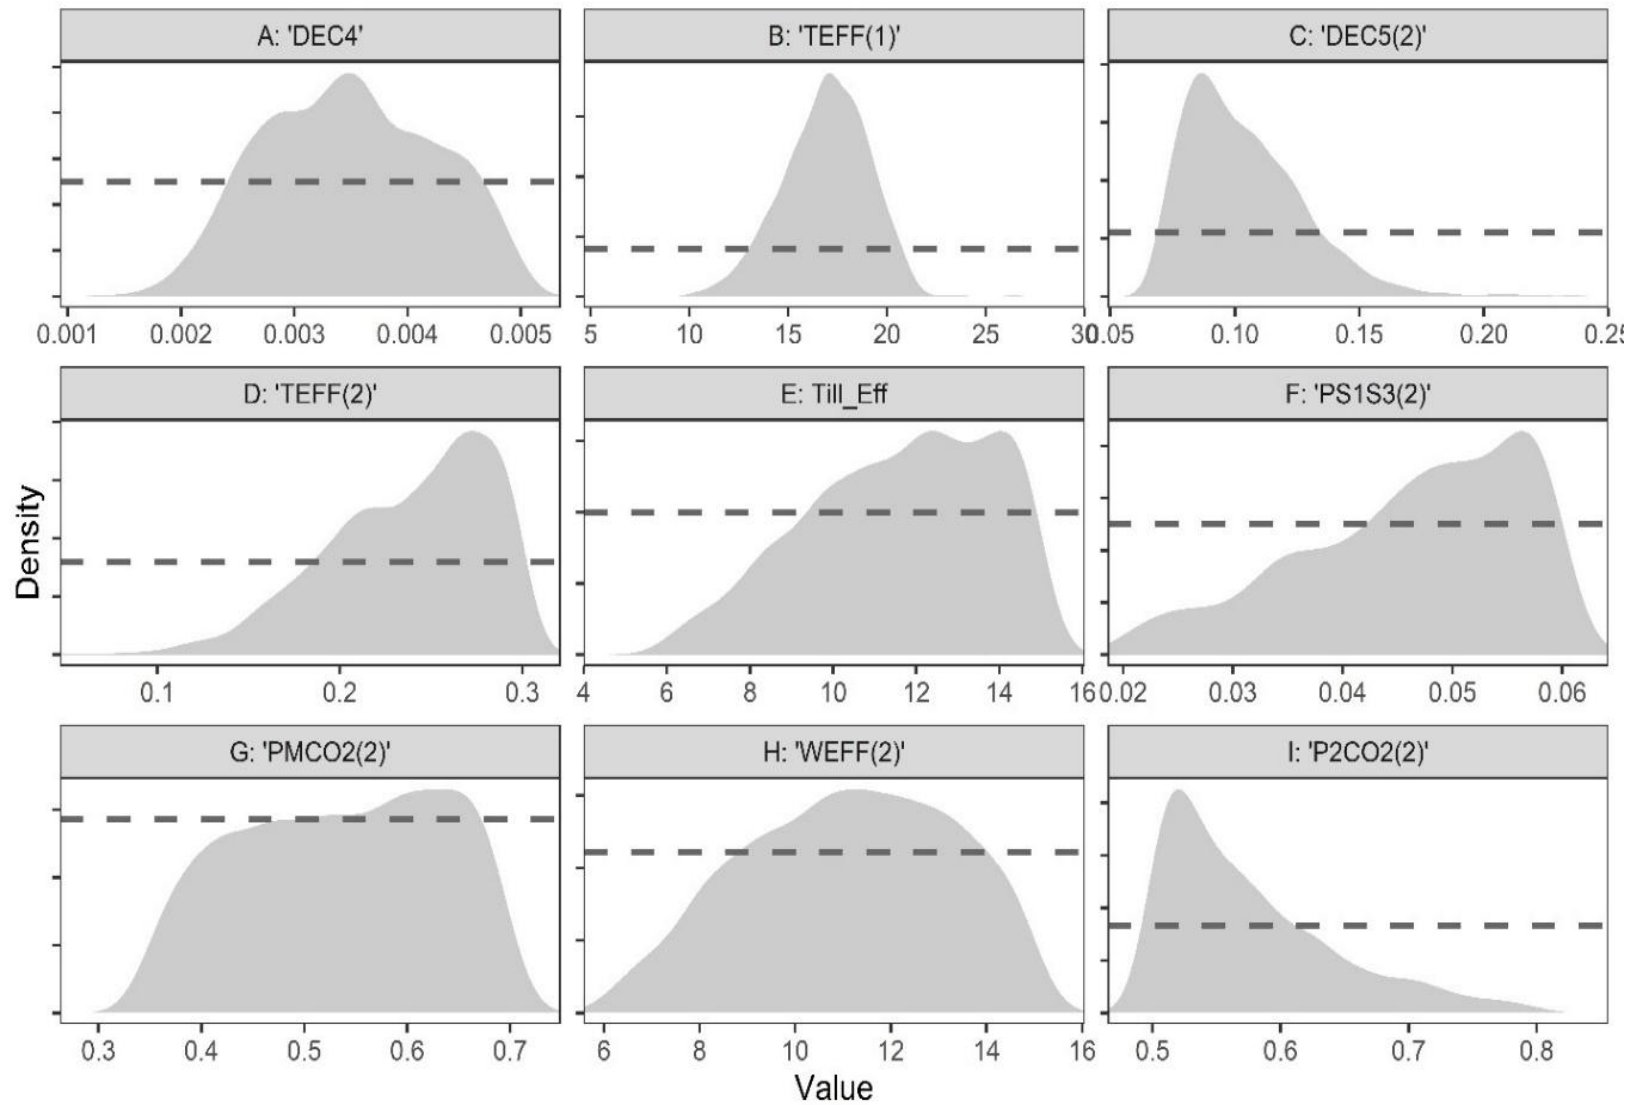 A: 'DEC4' B: 'TEFF(1)' C: 'DEC5(2)'
0.001 0.002 0.003 0.004 0.005 5 10 15 20 25 30 0.05 0.10 0.15 0.20 0.25
D: 'TEFF(2)' E: Till_Eff F: 'PS1S3(2)'
0.1 0.2 0.3 4 6 8 10 12 14 16 0.02 0.03 0.04 0.05 0.06
G: 'PMCO2(2)' H: 'WEFF(2)' I: 'P2CO2(2)'
0.3 0.4 0.5 0.6 0.7 6 8 10 12 14 16 0.5 0.6 0.7 0.8
Density
Value